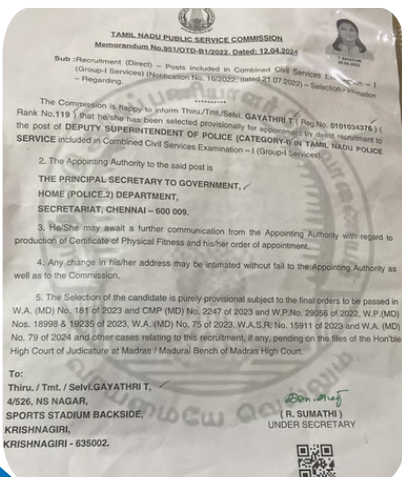 TAMIL NADU PUBLIC SERVICE COMMISSION
Memorandum No.951/OTD-B1/2022, Dated: 12.04.2024
Sub :Recruitment (Direct) – Posts included in Combined Civil Services Examination – I
(Group-I Services) (Notification No. 16/2022, dated.21.07.2022) – Selection – Intimation
– Regarding.
The Commission is happy to inform Thiru./Tmt./Selvi. GAYATHRI T ( Reg.No. 0101034376 ) (
Rank No.119 ) that he/she has been selected provisionally for appointment by direct recruitment to
the post of DEPUTY SUPERINTENDENT OF POLICE (CATEGORY-I) IN TAMIL NADU POLICE
SERVICE included in Combined Civil Services Examination – I (Group-I Services).
2. The Appointing Authority to the said post is
THE PRINCIPAL SECRETARY TO GOVERNMENT,
HOME (POLICE.2) DEPARTMENT,
SECRETARIAT, CHENNAI – 600 009.
3. He/She may await a further communication from the Appointing Authority with regard to
production of Certificate of Physical Fitness and his/her order of appointment.
4. Any change in his/her address may be intimated without fail to the Appointing Authority as
well as to the Commission.
5. The Selection of the candidate is purely provisional subject to the final orders to be passed in
W.A. (MD) No. 181 of 2023 and CMP (MD) No. 2247 of 2023 and W.P.No. 29056 of 2022, W.P.(MD)
Nos. 18998 & 19235 of 2023, W.A. (MD) No. 75 of 2023, W.A.S.R. No. 15911 of 2023 and W.A. (MD)
No. 79 of 2024 and other cases relating to this recruitment, if any, pending on the files of the Hon'ble
High Court of Judicature at Madras / Madurai Bench of Madras High Court.
To:
Thiru. / Tmt. / Selvi.GAYATHRI T,
4/526, NS NAGAR,
SPORTS STADIUM BACKSIDE,
KRISHNAGIRI,
KRISHNAGIRI - 635002.
( R. SUMATHI )
UNDER SECRETARY